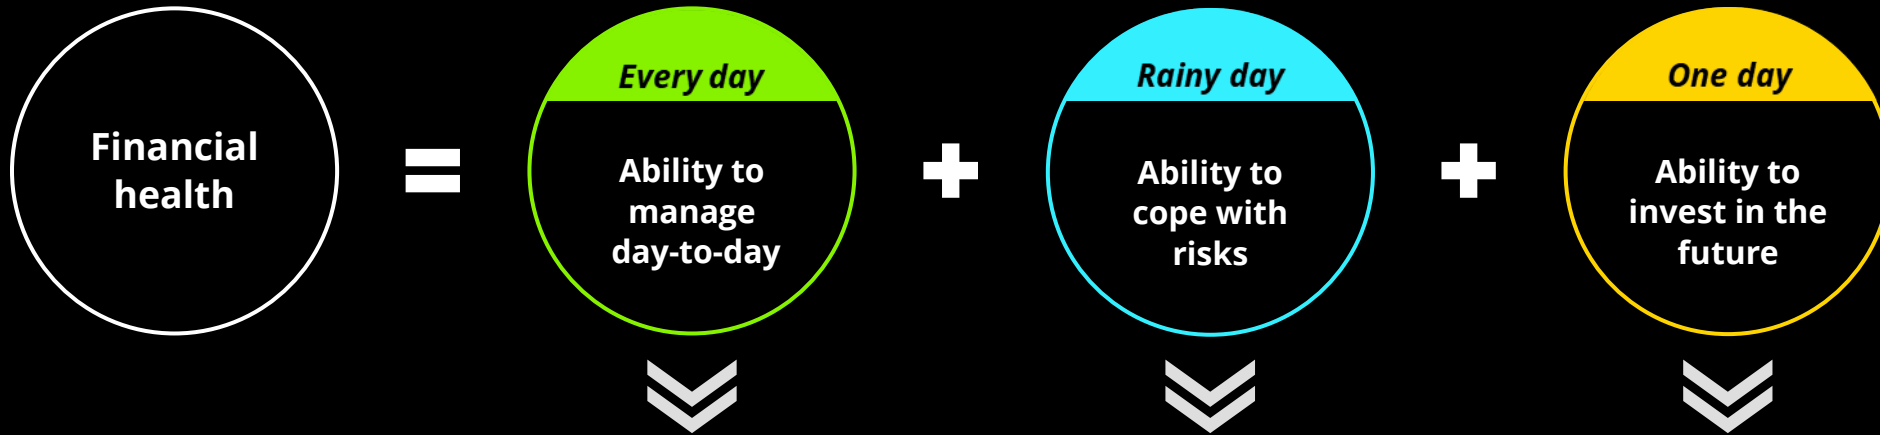 Financial
health
=
Every day
Ability to
manage
day-to-day
+
Rainy day
Ability to
cope with
risks
+
One day
Ability to
invest in the
future